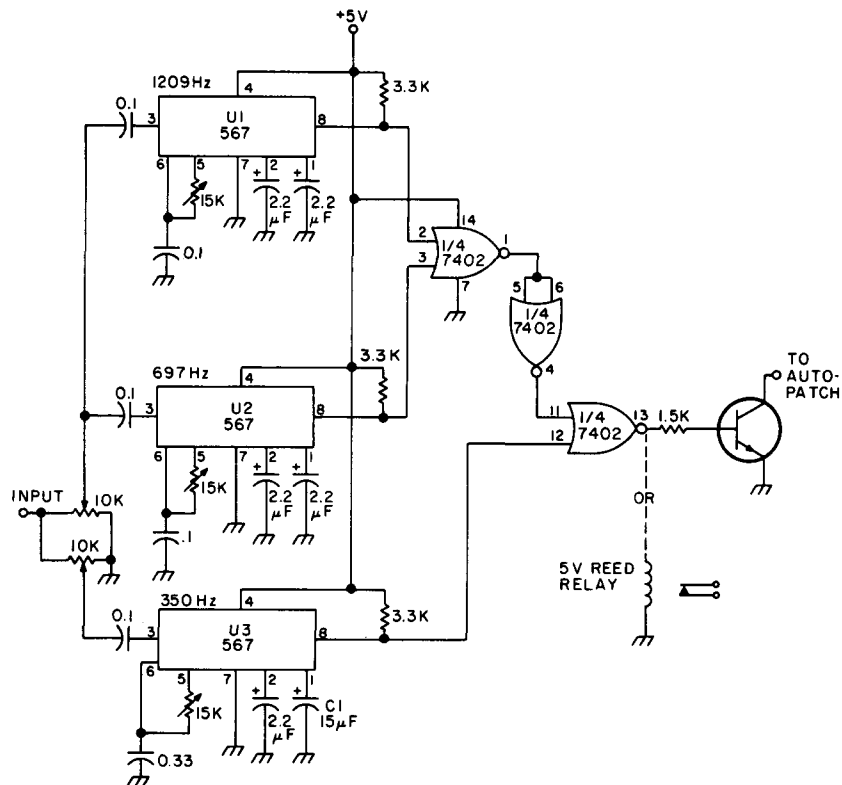 +5V
1209Hz
4
3.3K
0.1
3
U1
567
8
6
5
7
+
2
+
1
15K
2.2
µF
2.2
µF
0.1
14
2
3
1/4
7402
1
7
5
6
1/4
7402
4
697Hz
4
3.3K
0.1
3
U2
567
8
6
5
7
+
2
+
1
15K
2.2
µF
2.2
µF
.1
11
12
1/4
7402
13
1.5K
TO
AUTO-
PATCH
INPUT
10K
10K
OR
5V REED
RELAY
350Hz
4
3.3K
0.1
3
U3
567
8
6
5
7
+
2
+
1
15K
2.2
µF
C1
15µF
0.33